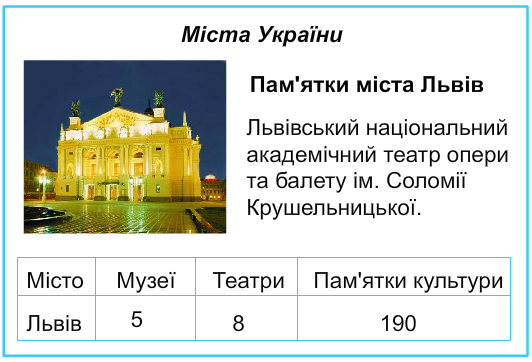 Міста України
Пам'ятки міста Львів
Львівський національний
академічний театр опери
та балету ім. Соломії
Крушельницької.
Місто Музеї Театри Пам'ятки культури
Львів 5 8 190